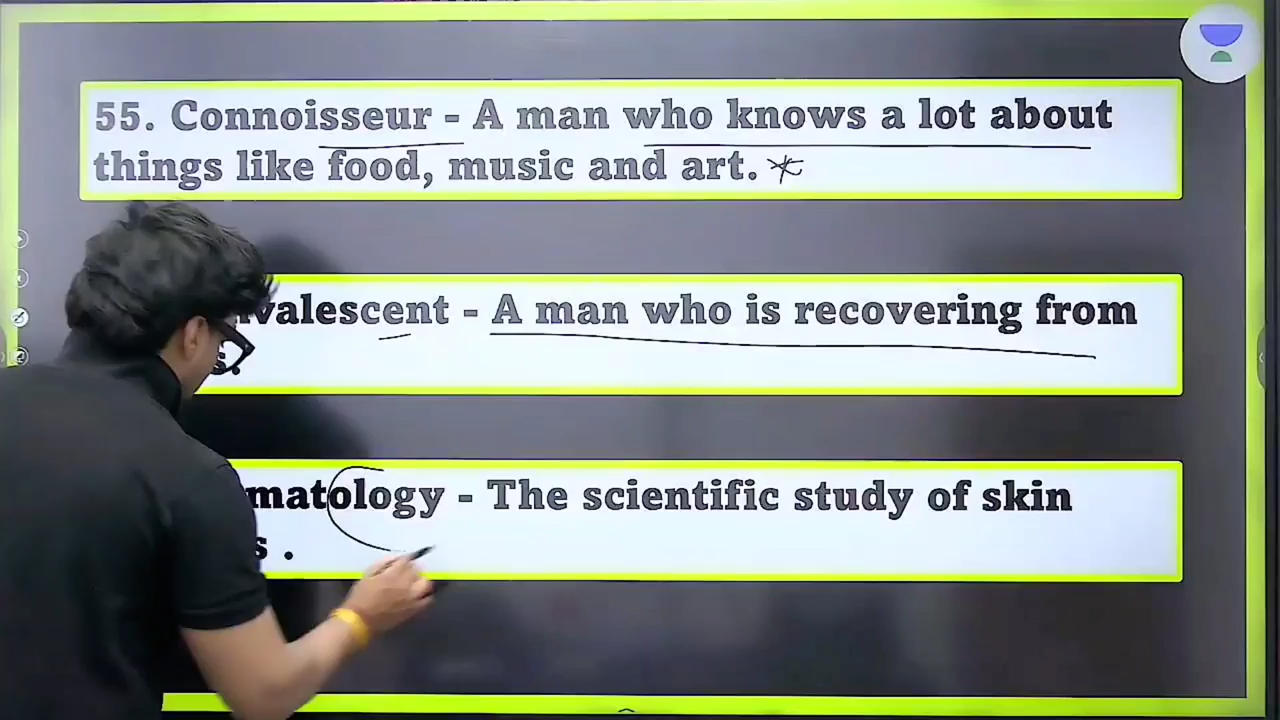 55. Connoisseur - A man who knows a lot about
things like food, music and art.
valescent - A man who is recovering from
s.
matology - The scientific study of skin
s .